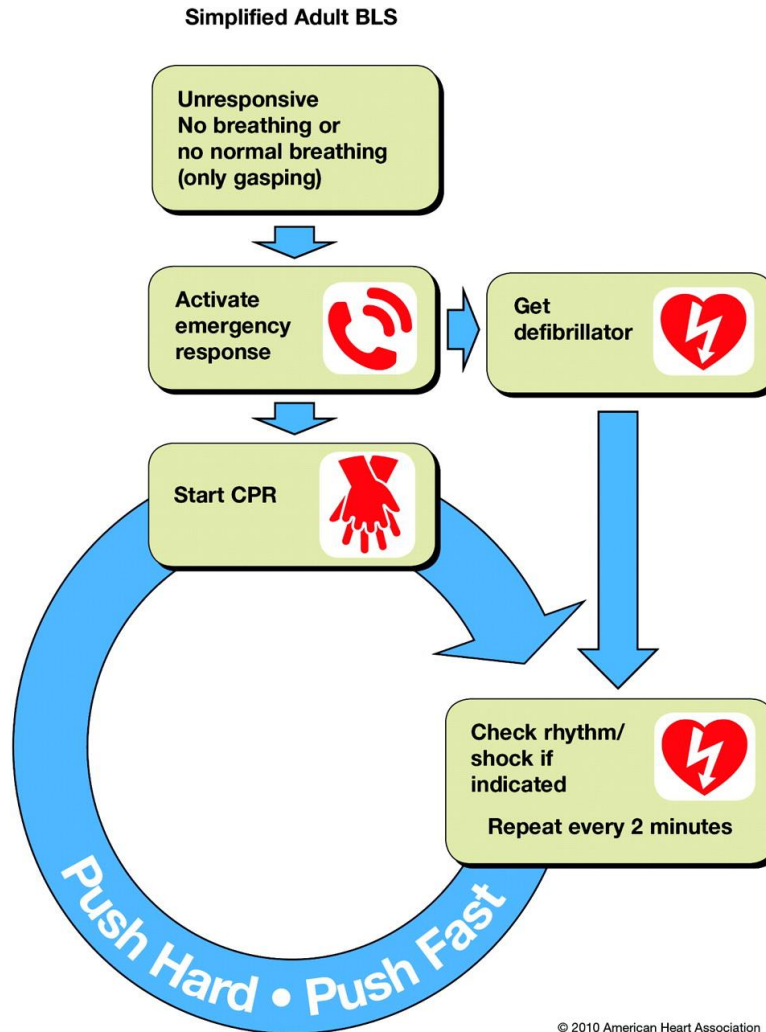 Simplified Adult BLS
Unresponsive
No breathing or
no normal breathing
(only gasping)
Activate
emergency
response
Get
defibrillator
Start CPR
Check rhythm/
shock if
indicated
Repeat every 2 minutes
Push Hard • Push Fast
© 2010 American Heart Association